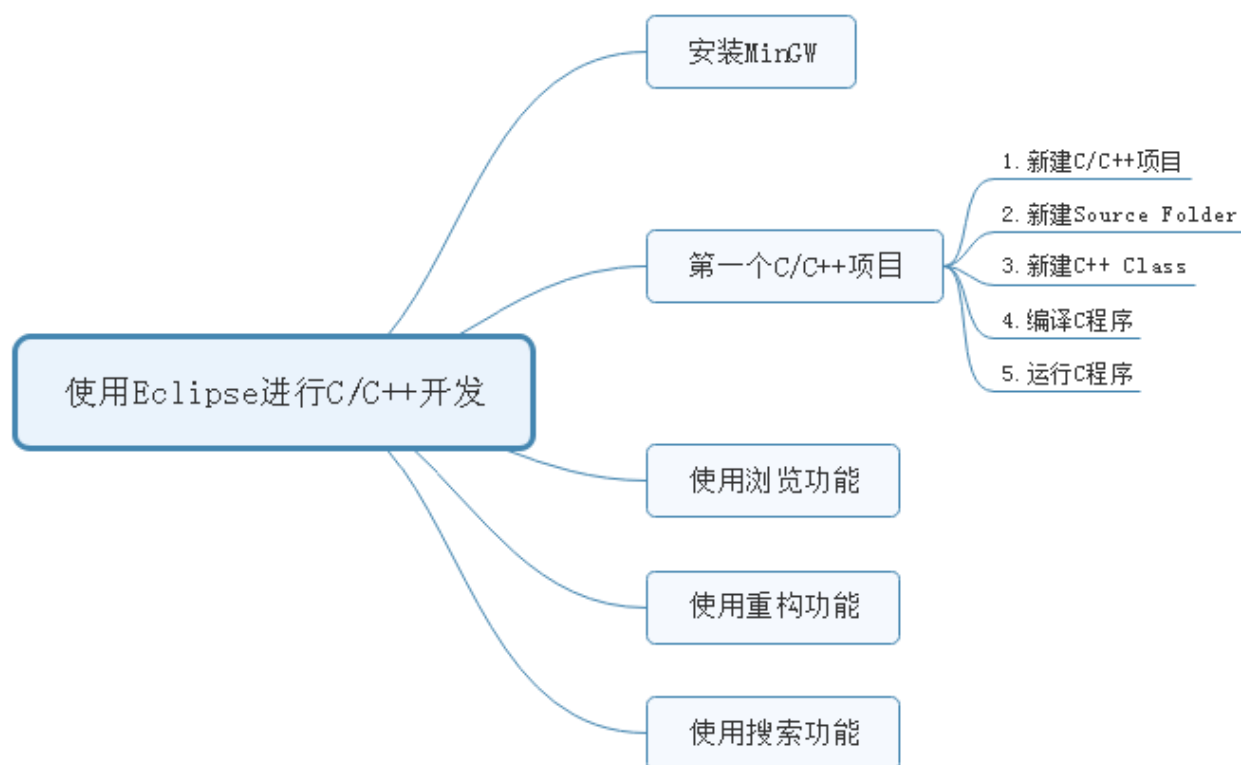 使用Eclipse进行C/C++开发
安装MinGW
第一个C/C++项目
1.新建C/C++项目
2.新建Source Folder
3.新建C++ Class
4.编译C程序
5.运行C程序
使用浏览功能
使用重构功能
使用搜索功能